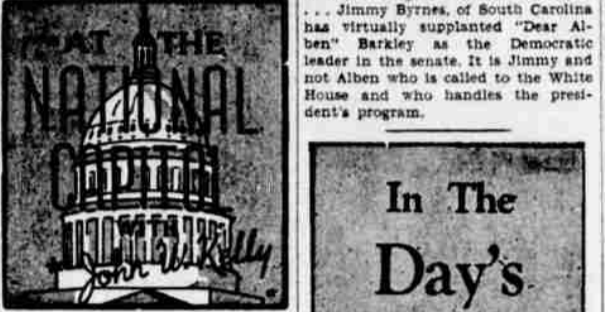 AT THE
NATIONAL
CAPITOL
WITH
John W. Kelly
... Jimmy Byrnes, of South Carolina
has virtually supplanted "Dear Al-
ben" Barkley as the Democratic
leader in the senate. It is Jimmy and
not Alben who is called to the White
House and who handles the presi-
dent's program.
In The
Day's